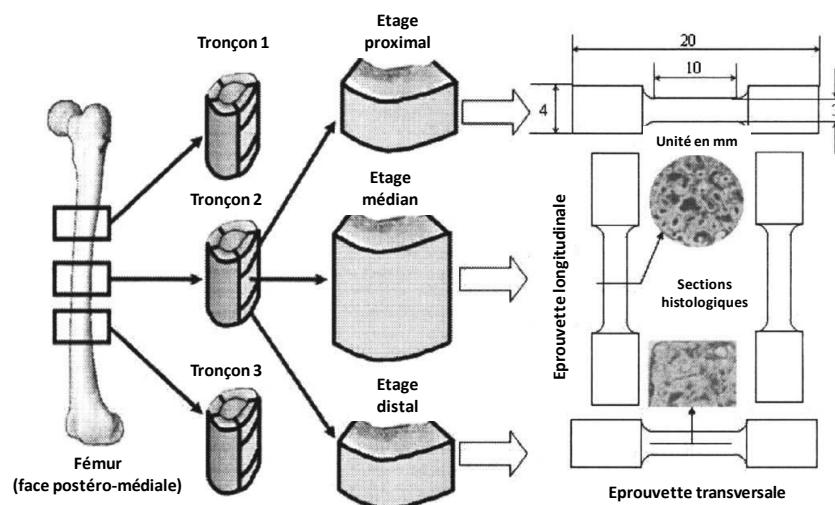 Tronçon 1
Etage
proximal
20
10
4
Unité en mm
Tronçon 2
Etage
médian
Eprouvette longitudinale
Sections
histologiques
Tronçon 3
Etage
distal
Fémur
(face postéro-médiale)
Eprouvette transversale